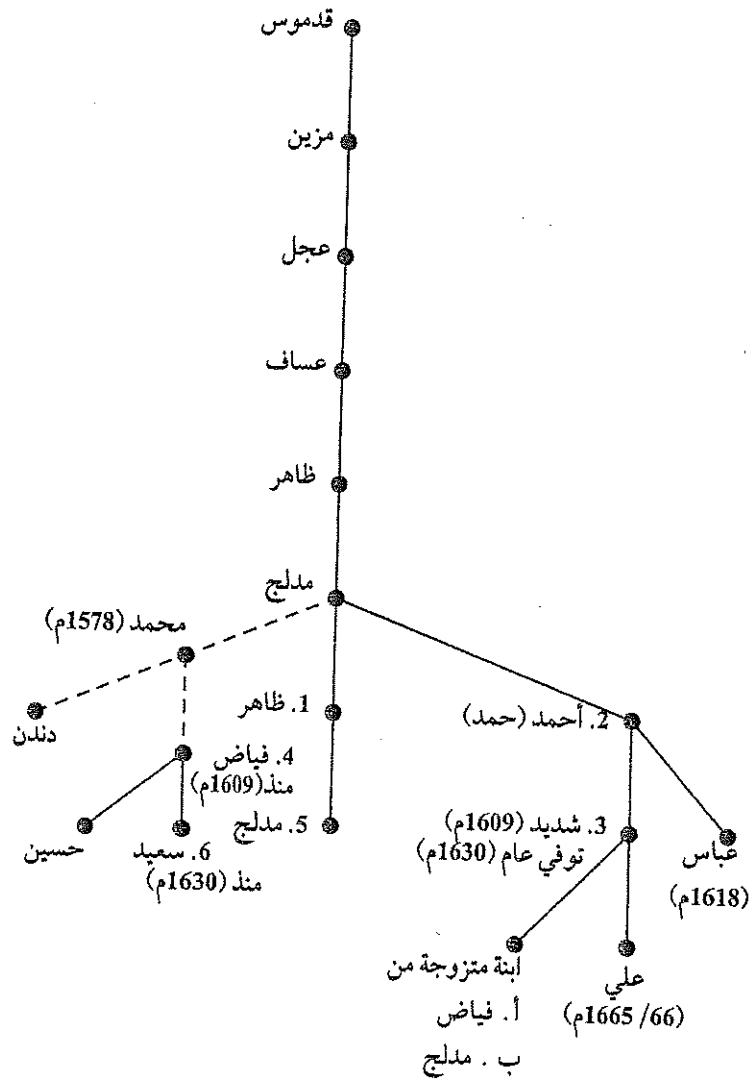 قدموس
مزين
عجل
عساف
ظاهر
مدلج
محمد (1578م)
دندن
1. ظاهر
2. أحمد (حمد)
4. فياض
منذ (1609م)
3. شديد (1609م)
توفي عام (1630م)
عباس
(1618م)
5. مدلج
6. سعيد
منذ (1630م)
حسين
ابنة متزوجة من
أ. فياض
ب. مدلج
علي
(1665/66م)